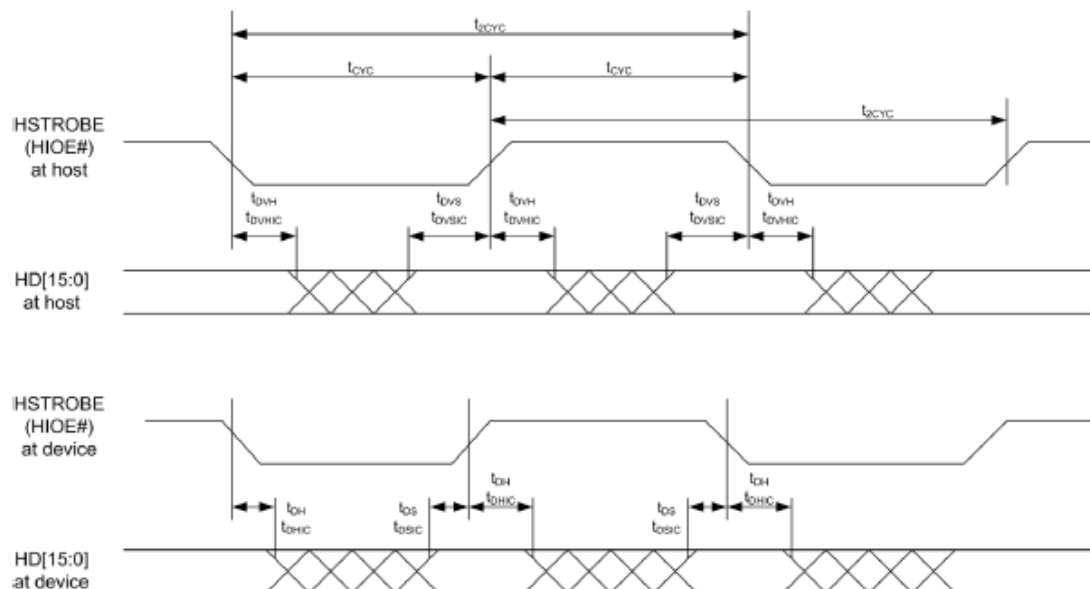 t2CYC
tCYC tCYC
t2CYC
HSTROBE
(HIOE#)
at host
tDVH tDVS tDVH tDVS tDVH
tDVHIC tDVSIC tDVHIC tDVSIC tDVHIC
HD[15:0]
at host
HSTROBE
(HIOE#)
at device
tDH tDS tDH tDS tDH
tDHIC tDSIC tDHIC tDSIC tDHIC
HD[15:0]
at device